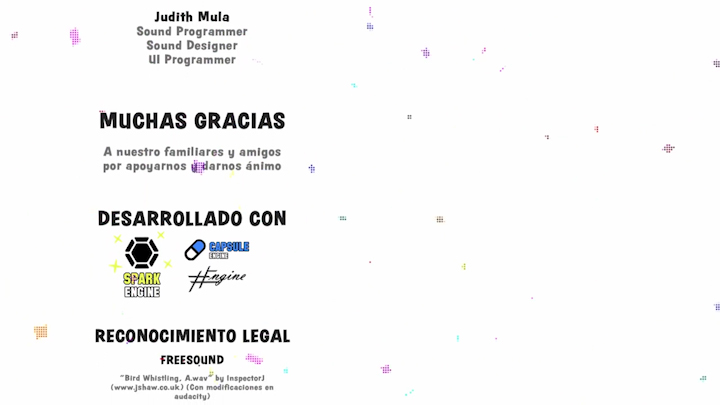 Judith Mula
Sound Programmer
Sound Designer
UI Programmer
MUCHAS GRACIAS
A nuestro familiares y amigos
por apoyarnos y darnos ánimo
DESARROLLADO CON
SPARK
ENGINE
CAPSULE
ENGINE
#Engine
RECONOCIMIENTO LEGAL
FREESOUND
"Bird Whistling, A.wav" by InspectorJ
(www.jshaw.co.uk) (Con modificaciones en
audacity)